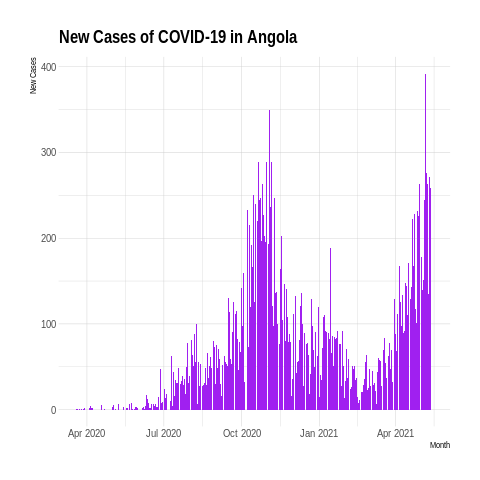 New Cases of COVID-19 in Angola
New Cases
400
300
200
100
0
Apr 2020 Jul 2020 Oct 2020 Jan 2021 Apr 2021
Month